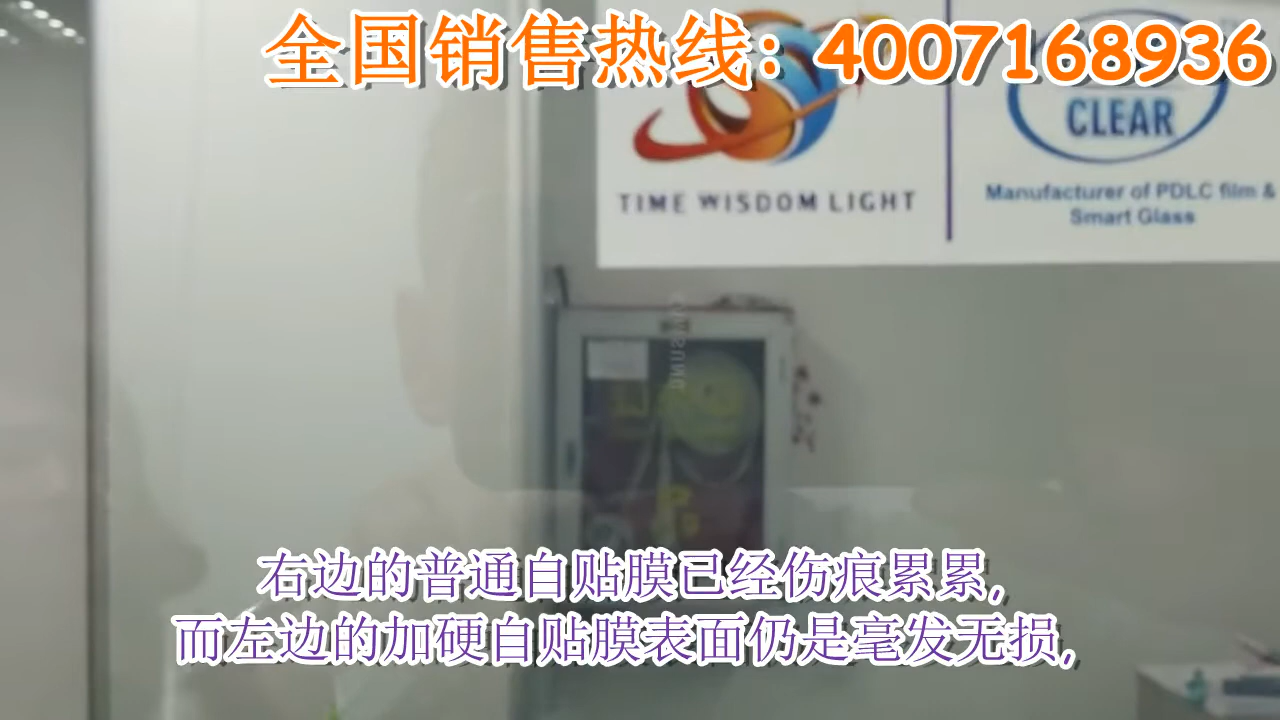 全国销售热线：4007168936
CLEAR
TIME WISDOM LIGHT
Manufacturer of PDLC film &
Smart Glass
右边的普通自贴膜已经伤痕累累,
而左边的加硬自贴膜表面仍是毫发无损,